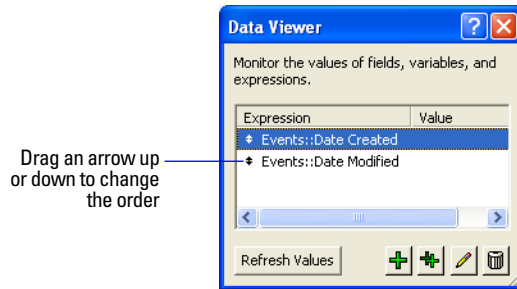 Data Viewer
Monitor the values of fields, variables, and
expressions.
Expression Value
Events::Date Created
Events::Date Modified
Drag an arrow up
or down to change
the order
Refresh Values